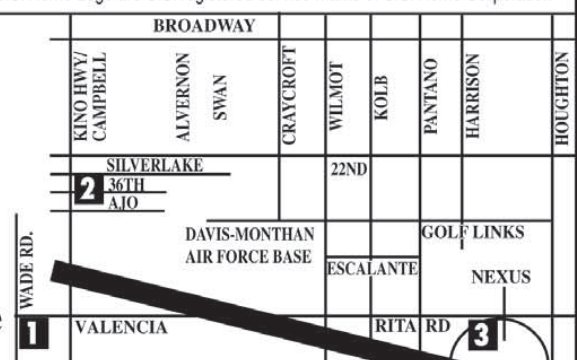 BROADWAY
KINO HWY/
CAMPBELL
ALVERNON
SWAN
CRAYCROFT
WILMOT
KOLB
PANTANO
HARRISON
HOUGHTON
SILVERLAKE
22ND
2
36TH
AJO
DAVIS-MONTHAN
AIR FORCE BASE
GOLF LINKS
WADE RD.
ESCALANTE
NEXUS
1
VALENCIA
RITA RD
3